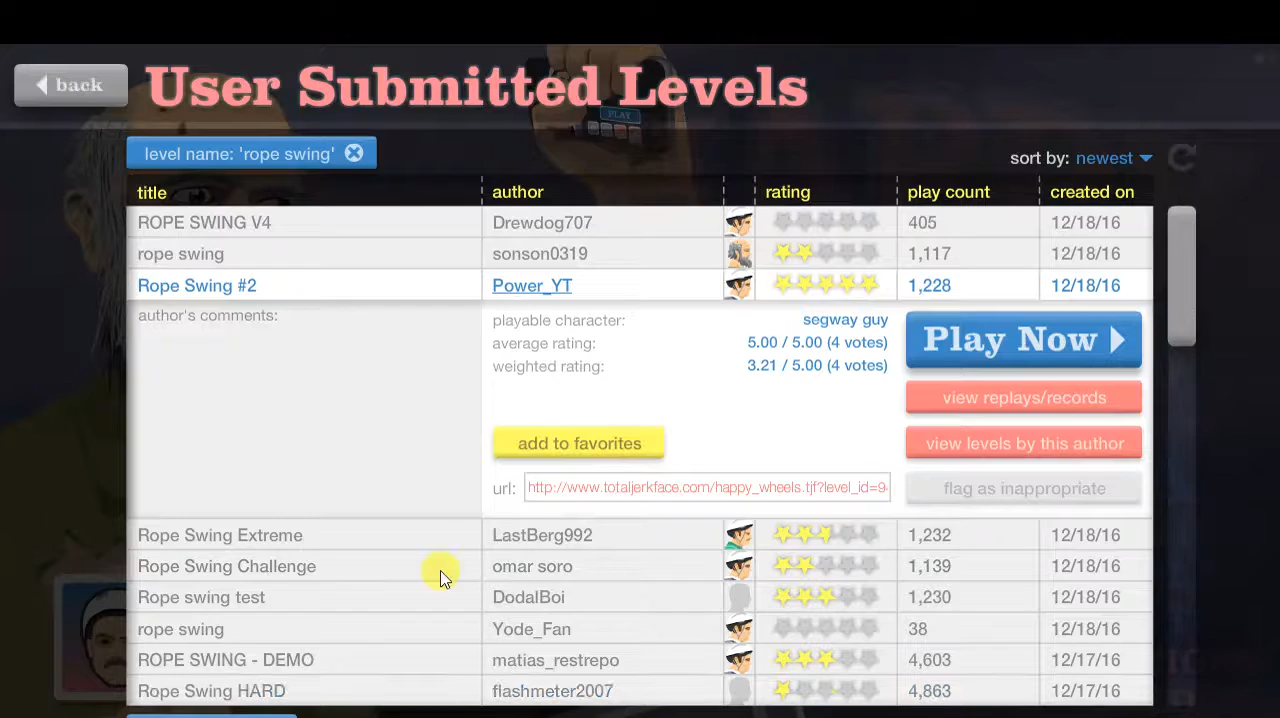 PLAY
back
User Submitted Levels
level name: 'rope swing'
sort by: newest
title author rating play count created on
ROPE SWING V4 Drewdog707 405 12/18/16
rope swing sonson0319 1,117 12/18/16
Rope Swing #2 Power_YT 1,228 12/18/16
author's comments:
playable character: segway guy
average rating: 5.00 / 5.00 (4 votes)
weighted rating: 3.21 / 5.00 (4 votes)
Play Now
view replays/records
add to favorites
view levels by this author
url: http://www.totaljerkface.com/happy_wheels.tjf?level_id=9
flag as inappropriate
Rope Swing Extreme LastBerg992 1,232 12/18/16
Rope Swing Challenge omar soro 1,139 12/18/16
Rope swing test DodalBoi 1,230 12/18/16
rope swing Yode_Fan 38 12/18/16
ROPE SWING - DEMO matias_restrepo 4,603 12/17/16
Rope Swing HARD flashmeter2007 4,863 12/17/16